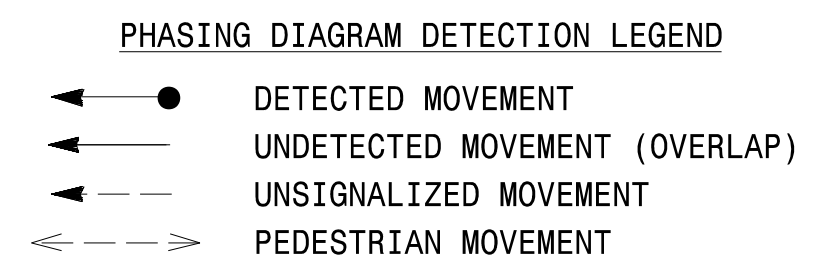 PHASING DIAGRAM DETECTION LEGEND
DETECTED MOVEMENT
UNDETECTED MOVEMENT (OVERLAP)
UNSIGNALIZED MOVEMENT
PEDESTRIAN MOVEMENT